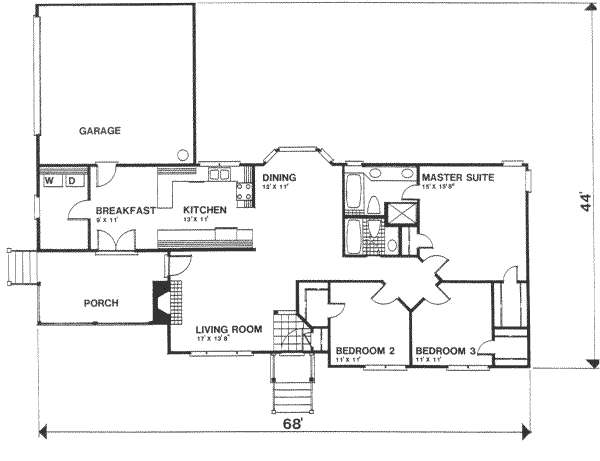 GARAGE
W D
BREAKFAST
9' X 11'
KITCHEN
13' X 11'
DINING
12' X 11'
MASTER SUITE
15' X 15'8"
44'
PORCH
LIVING ROOM
17' X 13'8"
BEDROOM 2
11' X 11'
BEDROOM 3
11' X 11'
68'